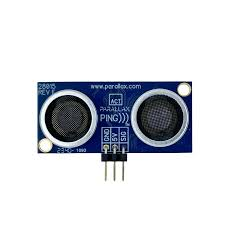 www.parallax.com
28015
REV
ACT
PARALLAX
PING)))
GND
5V
SIG